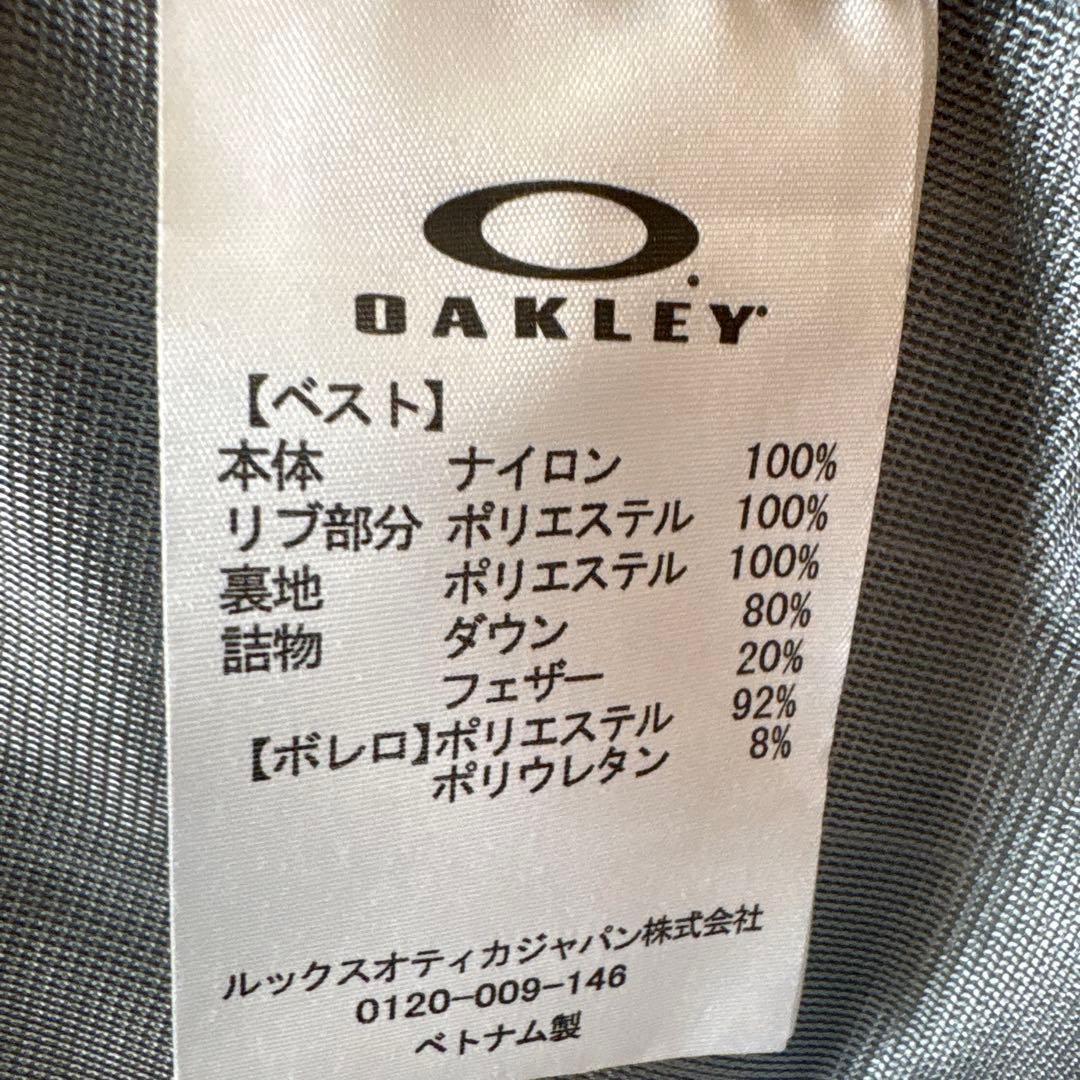 OAKLEY
【ベスト】
本体 ナイロン 100%
リブ部分 ポリエステル 100%
裏地 ポリエステル 100%
詰物 ダウン 80%
フェザー 20%
【ボレロ】ポリエステル 92%
ポリウレタン 8%
ルックスオティカジャパン株式会社
0120-009-146
ベトナム製